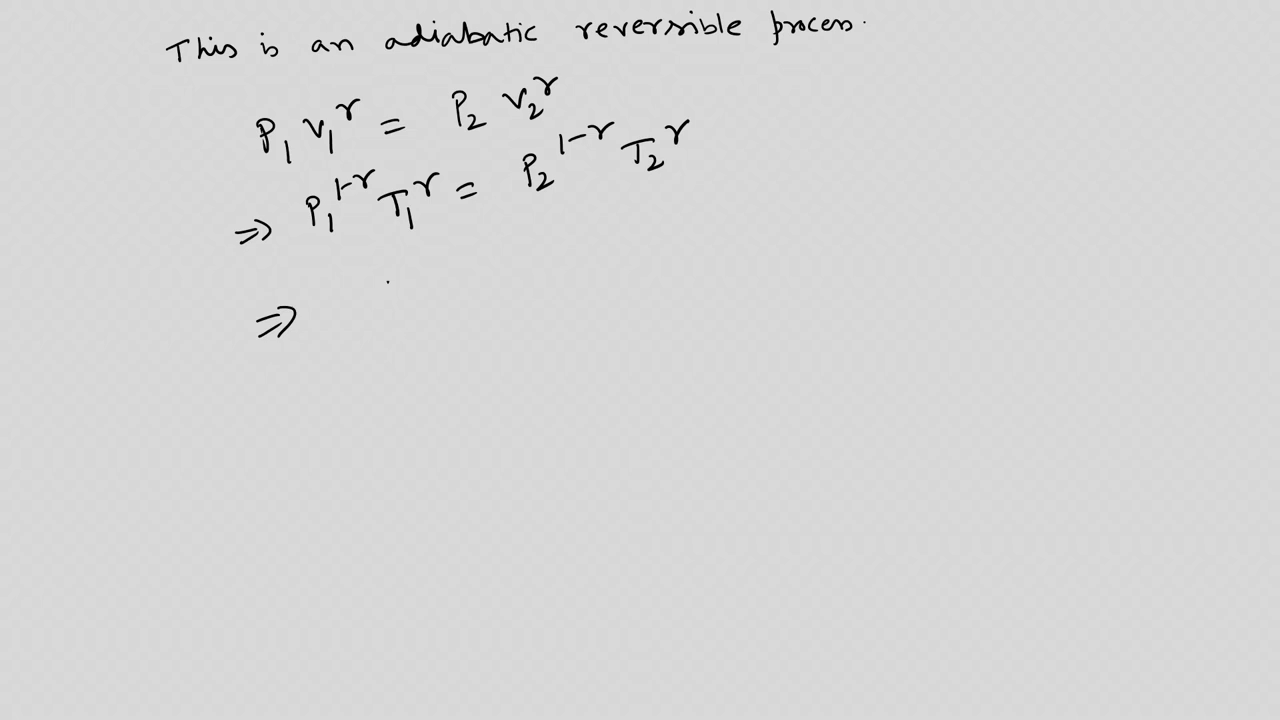 This is an adiabatic reversible process.
P₁ V₁^γ = P₂ V₂^γ
⇒ P₁^1-γ T₁^γ = P₂^1-γ T₂^γ
⇒